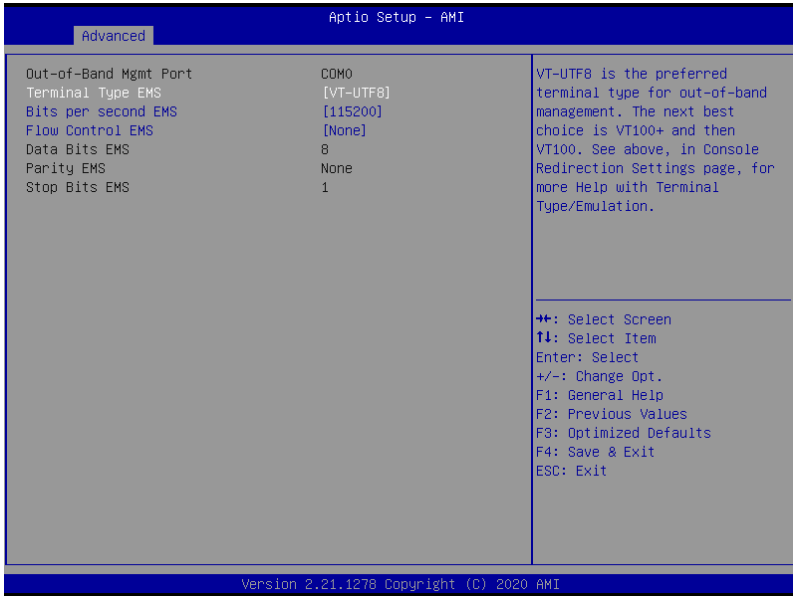 Aptio Setup - AMI
Advanced
Out-of-Band Mgmt Port COM0
Terminal Type EMS [VT-UTF8]
Bits per second EMS [115200]
Flow Control EMS [None]
Data Bits EMS 8
Parity EMS None
Stop Bits EMS 1
VT-UTF8 is the preferred
terminal type for out-of-band
management. The next best
choice is VT100+ and then
VT100. See above, in Console
Redirection Settings page, for
more Help with Terminal
Type/Emulation.
→←: Select Screen
↑↓: Select Item
Enter: Select
+/-: Change Opt.
F1: General Help
F2: Previous Values
F3: Optimized Defaults
F4: Save & Exit
ESC: Exit
Version 2.21.1278 Copyright (C) 2020 AMI